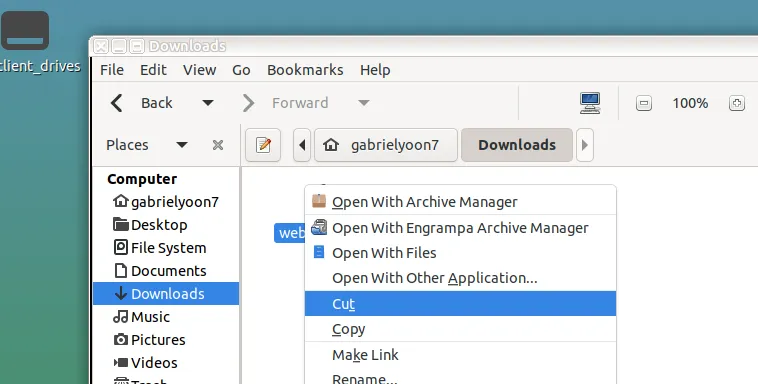 client_drives
Downloads
File Edit View Go Bookmarks Help
Back Forward 100%
Places gabrielyoon7 Downloads
Computer
gabrielyoon7
Desktop
File System
Documents
Downloads
Music
Pictures
Videos
Trash
web
Open With Archive Manager
Open With Engrampa Archive Manager
Open With Files
Open With Other Application...
Cut
Copy
Make Link
Rename...